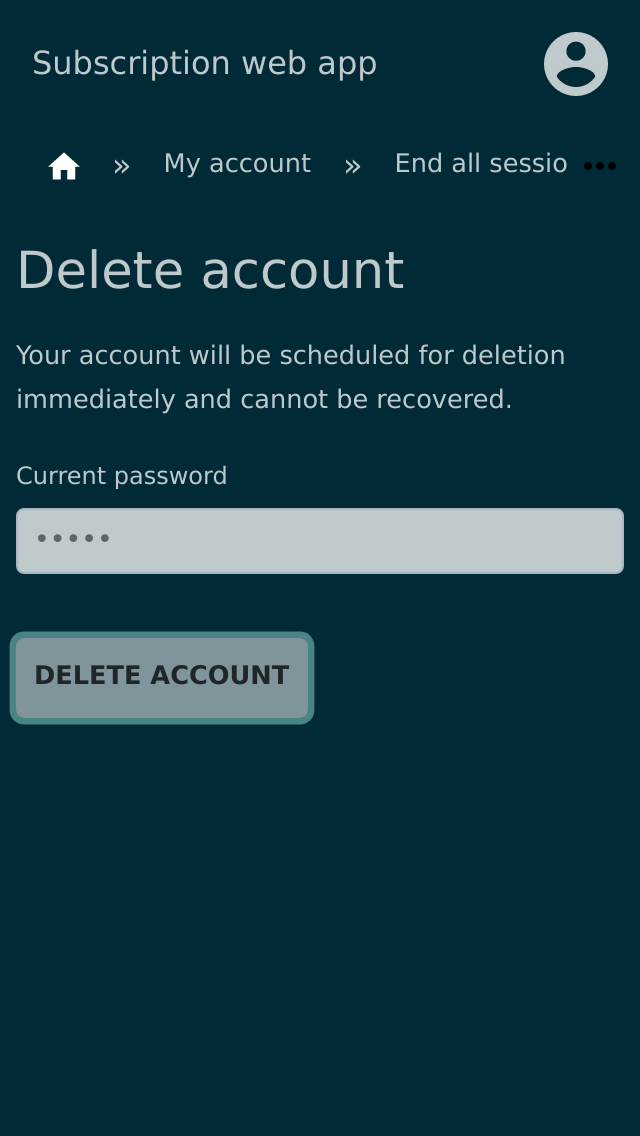 Subscription web app
» My account » End all sessio •••
Delete account
Your account will be scheduled for deletion
immediately and cannot be recovered.
Current password
•••••
DELETE ACCOUNT